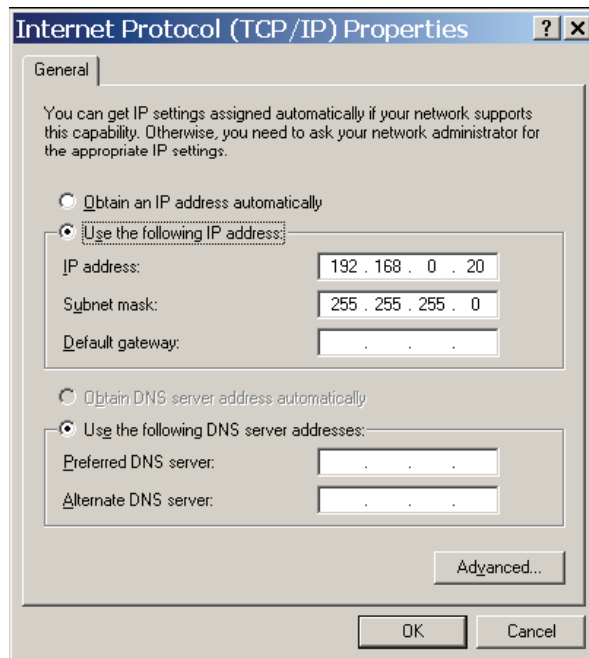 Internet Protocol (TCP/IP) Properties ? X
General
You can get IP settings assigned automatically if your network supports
this capability. Otherwise, you need to ask your network administrator for
the appropriate IP settings.
Obtain an IP address automatically
Use the following IP address:
IP address: 192 . 168 . 0 . 20
Subnet mask: 255 . 255 . 255 . 0
Default gateway: . . .
Obtain DNS server address automatically
Use the following DNS server addresses:
Preferred DNS server: . . .
Alternate DNS server: . . .
Advanced...
OK Cancel